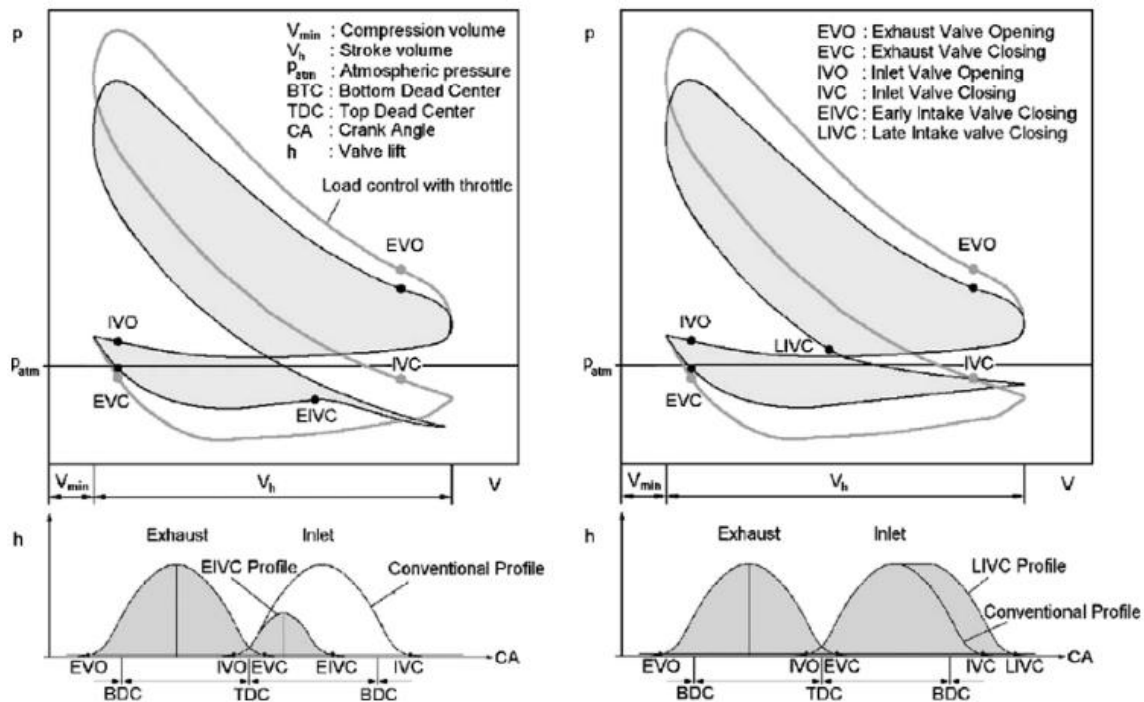 p
V_min : Compression volume
V_h : Stroke volume
p_atm : Atmospheric pressure
BTC : Bottom Dead Center
TDC : Top Dead Center
CA : Crank Angle
h : Valve lift
Load control with throttle
EVO
IVO
p_atm
IVC
EVC
EIVC
V_min
V_h
V
h
Exhaust
Inlet
EIVC Profile
Conventional Profile
EVO
IVO
EVC
EIVC
IVC
CA
BDC
TDC
BDC
p
EVO : Exhaust Valve Opening
EVC : Exhaust Valve Closing
IVO : Inlet Valve Opening
IVC : Inlet Valve Closing
EIVC : Early Intake Valve Closing
LIVC : Late Intake valve Closing
EVO
IVO
LIVC
p_atm
IVC
EVC
V_min
V_h
V
h
Exhaust
Inlet
LIVC Profile
Conventional Profile
EVO
IVO
EVC
IVC
LIVC
CA
BDC
TDC
BDC